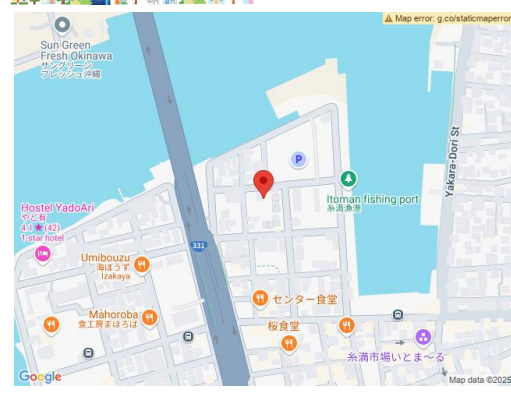 Map error: g.co/staticmaperror
Sun Green
Fresh Okinawa
サングリーン
フレッシュ沖縄
P
Yakara-Dori St
Itoman fishing port
糸満漁港
Hostel YadoAri
やど有
4.1★(42)
1-star hotel
331
Umibouzu
海ぼうず
Izakaya
センター食堂
Mahoroba
食工房まほろば
桜食堂
糸満市場いとま〜る
Google
Map data ©2025